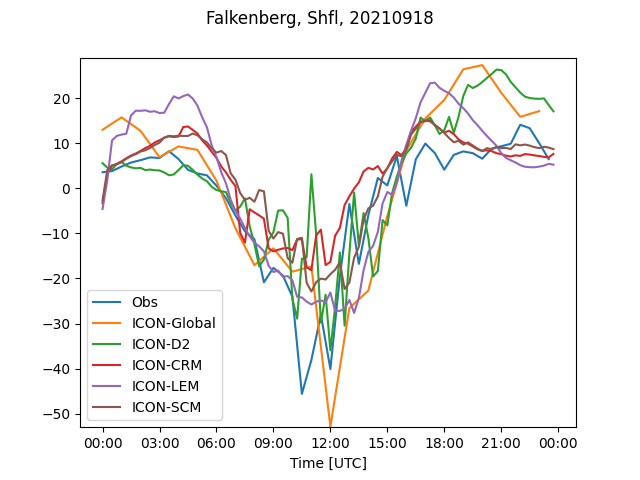 Falkenberg, Shfl, 20210918
20
10
0
−10
−20
−30
−40
−50
Obs
ICON-Global
ICON-D2
ICON-CRM
ICON-LEM
ICON-SCM
00:00 03:00 06:00 09:00 12:00 15:00 18:00 21:00 00:00
Time [UTC]